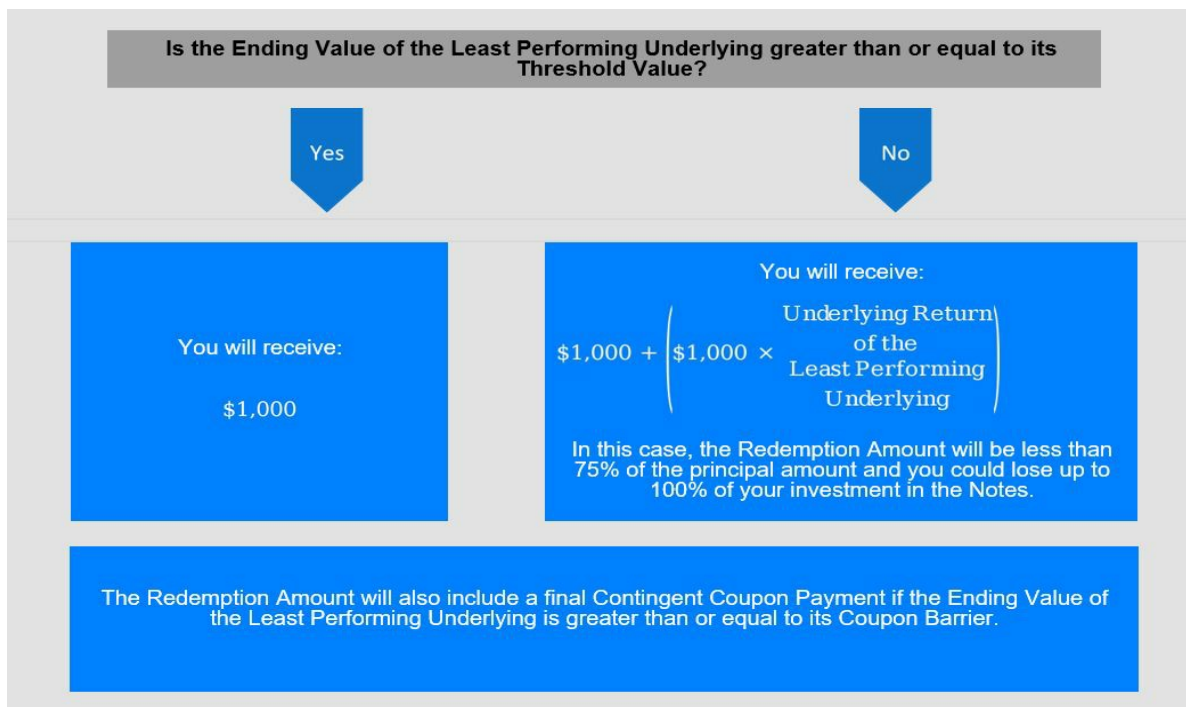 Is the Ending Value of the Least Performing Underlying greater than or equal to its
Threshold Value?
Yes
No
You will receive:
$1,000
You will receive:
$1,000 + ($1,000 × Underlying Return
of the
Least Performing
Underlying)
In this case, the Redemption Amount will be less than
75% of the principal amount and you could lose up to
100% of your investment in the Notes.
The Redemption Amount will also include a final Contingent Coupon Payment if the Ending Value of
the Least Performing Underlying is greater than or equal to its Coupon Barrier.